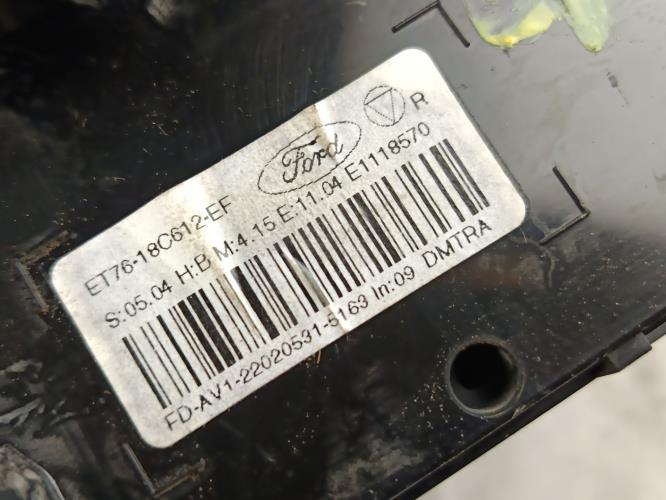 Ford
R
ET76-18C612-EF
S:05.04 H:B M:4.15 E:11.04 E1118570
FD-AV1-22020531-5163 In:09 DMTRA